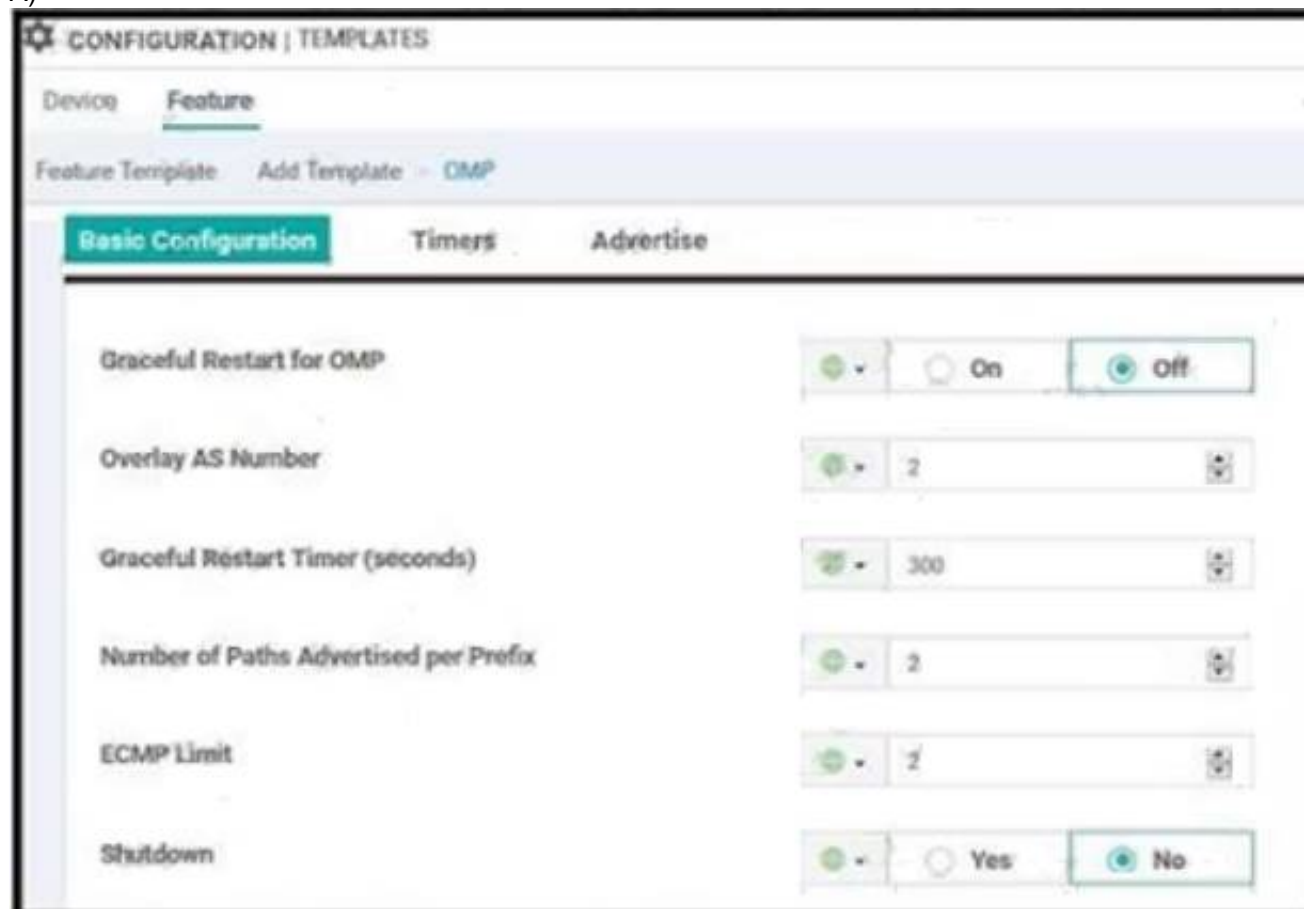 A)
CONFIGURATION | TEMPLATES
Device Feature
Feature Template Add Template - OMP
Basic Configuration Timers Advertise
Graceful Restart for OMP On Off
Overlay AS Number 2
Graceful Restart Timer (seconds) 300
Number of Paths Advertised per Prefix 2
ECMP Limit 2
Shutdown Yes No